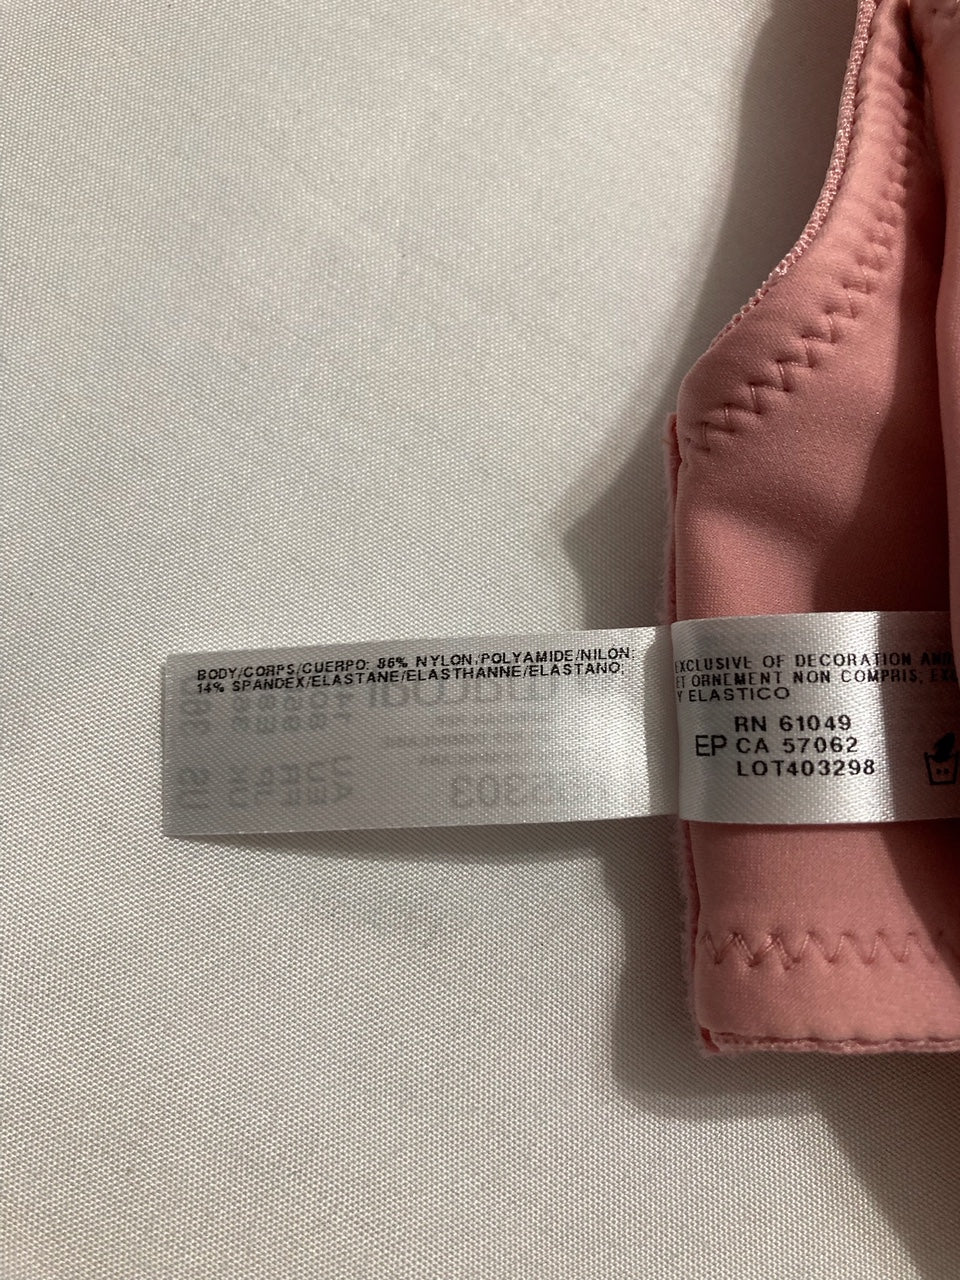 BODY/CORPS/CUERPO: 86% NYLON/POLYAMIDE/NILON;
14% SPANDEX/ELASTANE/ELASTHANNE/ELASTANO;
EXCLUSIVE OF DECORATION AND
ET ORNEMENT NON COMPRIS;
Y ELASTICO
RN 61049
EP CA 57062
LOT403298